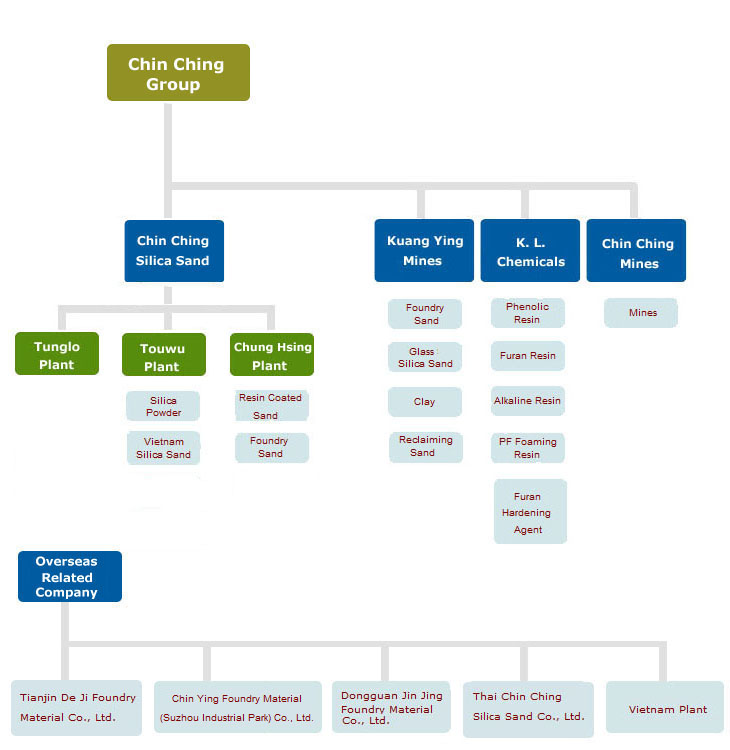 Chin Ching
Group
Chin Ching
Silica Sand
Kuang Ying
Mines
K. L.
Chemicals
Chin Ching
Mines
Tunglo
Plant
Touwu
Plant
Chung Hsing
Plant
Silica
Powder
Vietnam
Silica Sand
Resin Coated
Sand
Foundry
Sand
Foundry
Sand
Glass:
Silica Sand
Clay
Reclaiming
Sand
Phenolic
Resin
Furan Resin
Alkaline Resin
PF Foaming
Resin
Furan
Hardening
Agent
Mines
Overseas
Related
Company
Tianjin De Ji Foundry
Material Co., Ltd.
Chin Ying Foundry Material
(Suzhou Industrial Park) Co., Ltd.
Dongguan Jin Jing
Foundry Material
Co., Ltd.
Thai Chin Ching
Silica Sand Co., Ltd.
Vietnam Plant